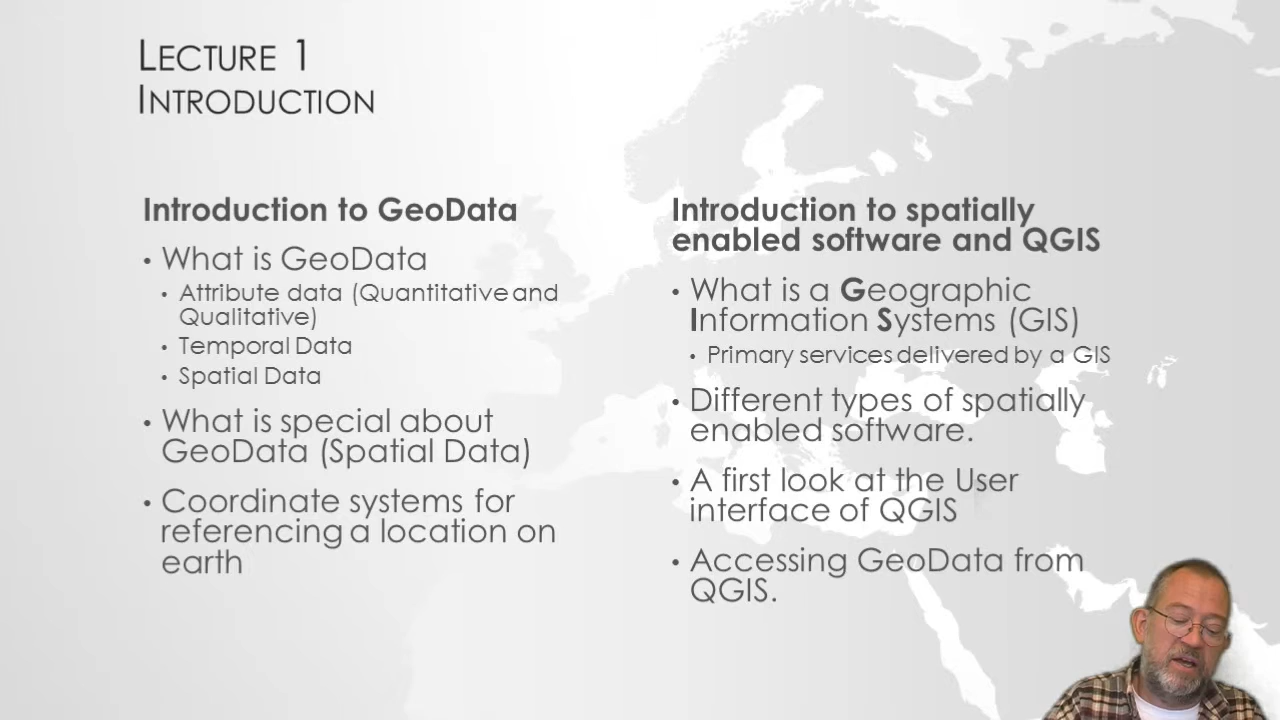 LECTURE 1
INTRODUCTION
Introduction to GeoData
• What is GeoData
• Attribute data (Quantitative and
Qualitative)
• Temporal Data
• Spatial Data
• What is special about
GeoData (Spatial Data)
• Coordinate systems for
referencing a location on
earth
Introduction to spatially
enabled software and QGIS
• What is a Geographic
Information Systems (GIS)
• Primary services delivered by a GIS
• Different types of spatially
enabled software.
• A first look at the User
interface of QGIS
• Accessing GeoData from
QGIS.